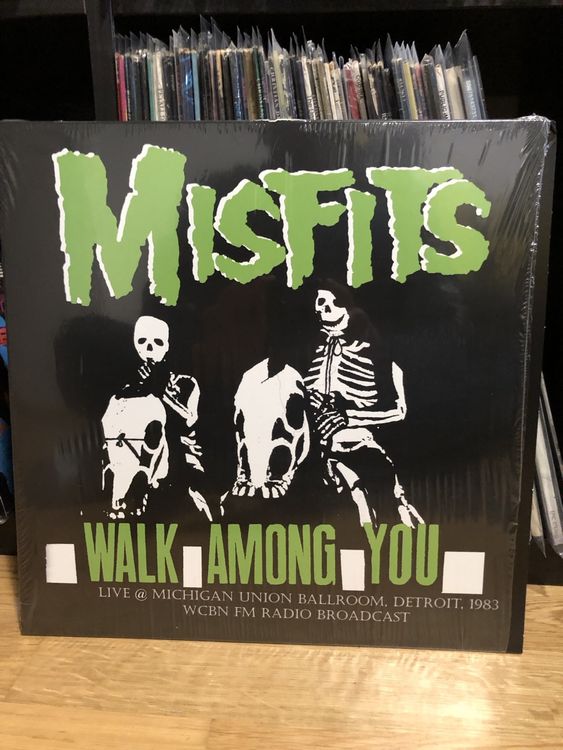 MISFITS
WALK AMONG YOU
LIVE @ MICHIGAN UNION BALLROOM, DETROIT, 1983
WCBN FM RADIO BROADCAST